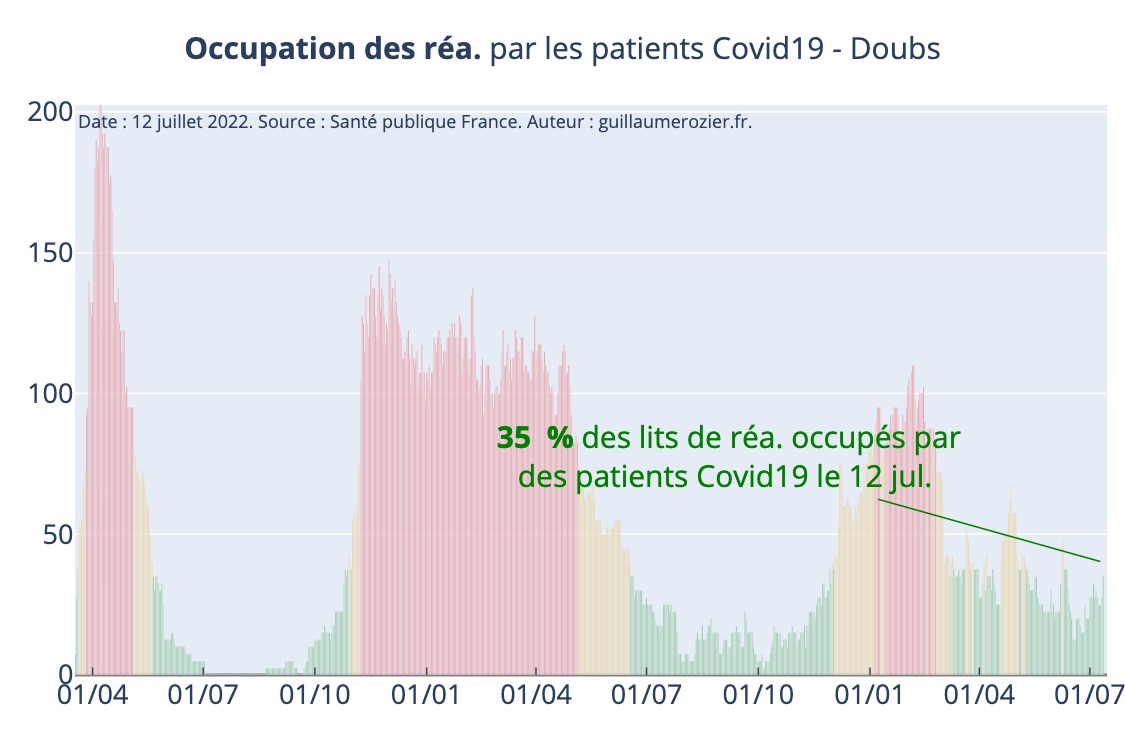 Occupation des réa. par les patients Covid19 - Doubs
200
Date : 12 juillet 2022. Source : Santé publique France. Auteur : guillaumerozier.fr.
150
100
35 % des lits de réa. occupés par
des patients Covid19 le 12 jul.
50
0
01/04 01/07 01/10 01/01 01/04 01/07 01/10 01/01 01/04 01/07